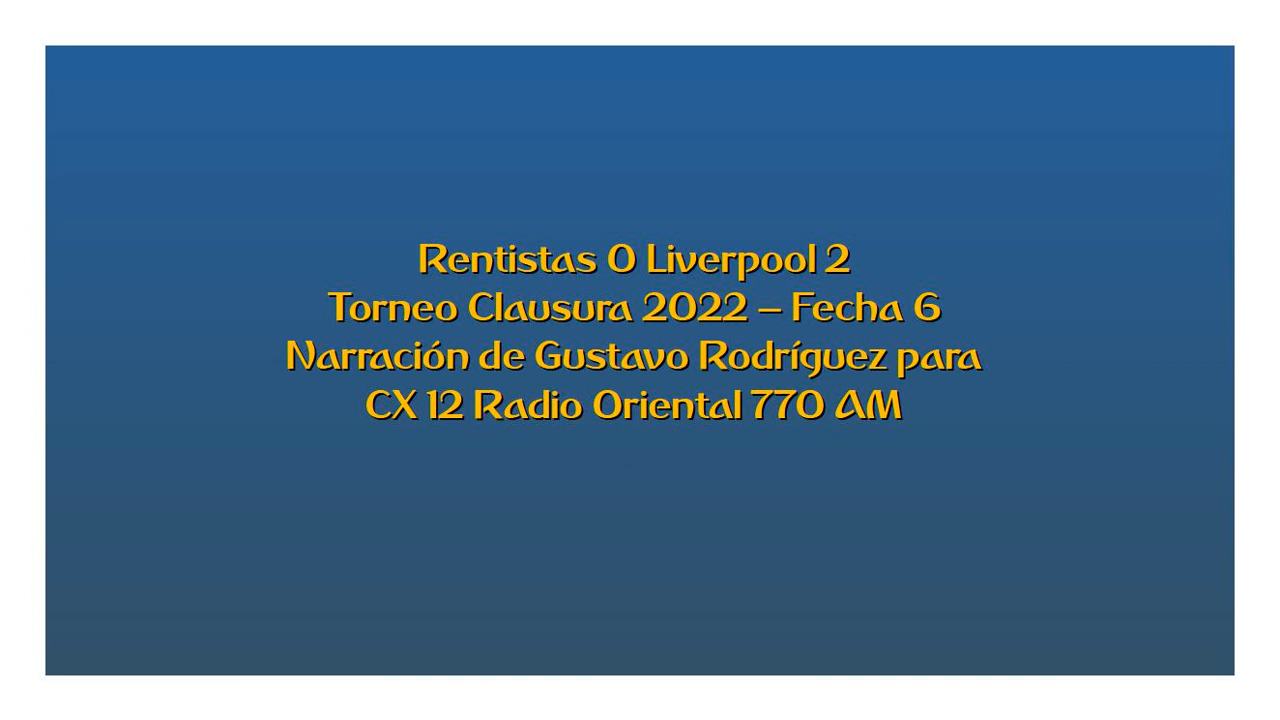 Rentistas 0 Liverpool 2
Torneo Clausura 2022 – Fecha 6
Narración de Gustavo Rodríguez para
CX 12 Radio Oriental 770 AM